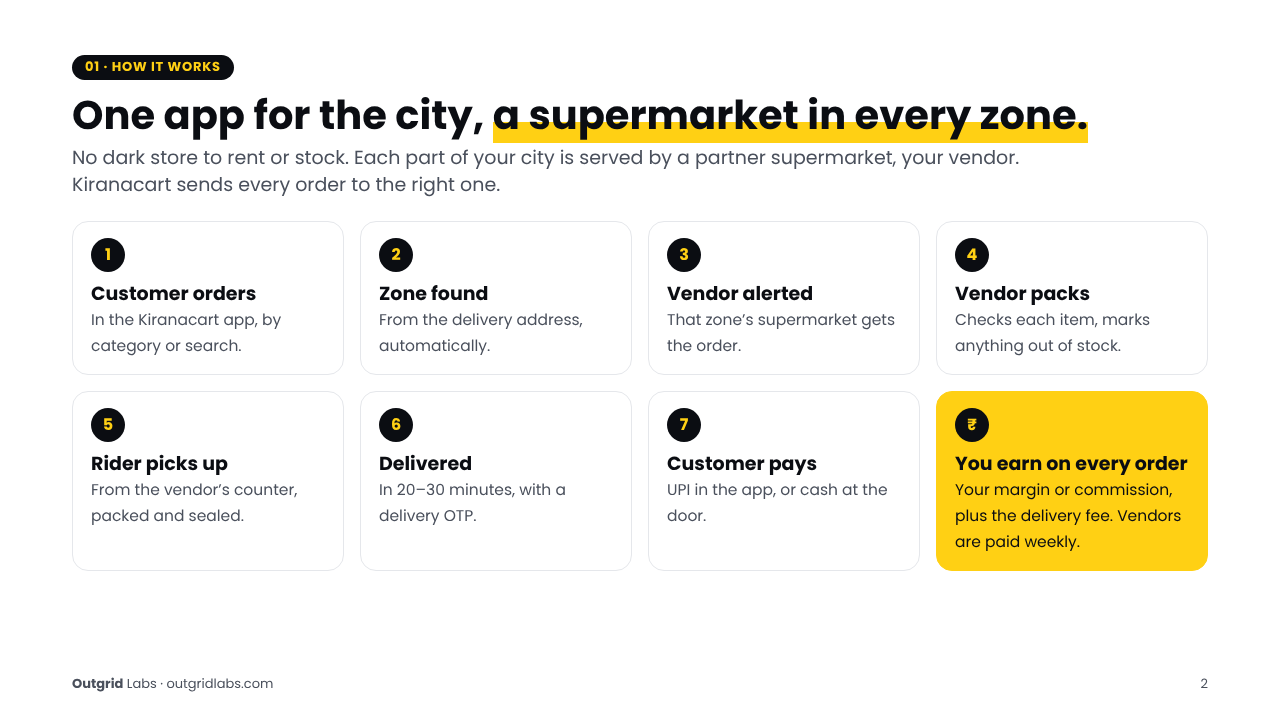 01 · HOW IT WORKS
One app for the city, a supermarket in every zone.
No dark store to rent or stock. Each part of your city is served by a partner supermarket, your vendor.
Kiranacart sends every order to the right one.
1
Customer orders
In the Kiranacart app, by
category or search.
2
Zone found
From the delivery address,
automatically.
3
Vendor alerted
That zone’s supermarket gets
the order.
4
Vendor packs
Checks each item, marks
anything out of stock.
5
Rider picks up
From the vendor’s counter,
packed and sealed.
6
Delivered
In 20–30 minutes, with a
delivery OTP.
7
Customer pays
UPI in the app, or cash at the
door.
₹
You earn on every order
Your margin or commission,
plus the delivery fee. Vendors
are paid weekly.
Outgrid Labs · outgridlabs.com
2